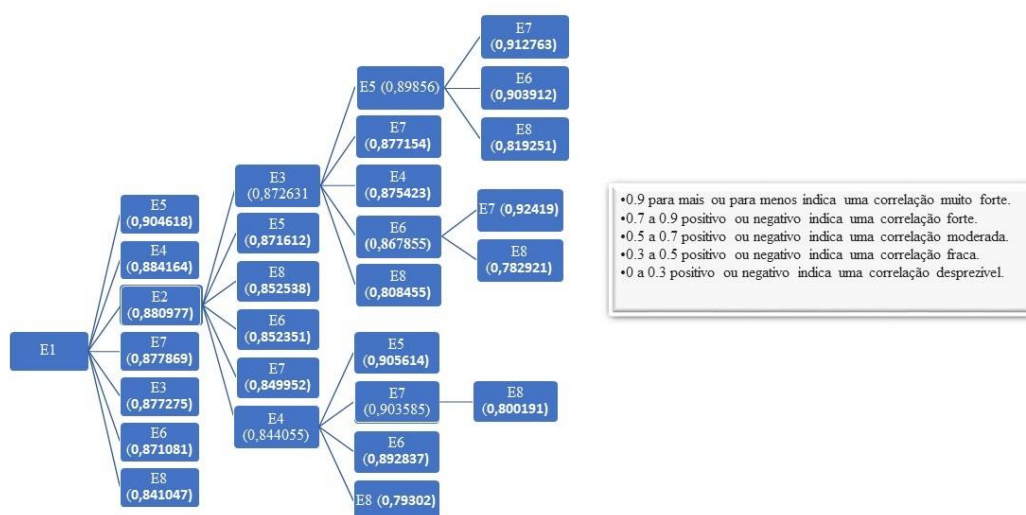 E1
E5
(0,904618)
E4
(0,884164)
E2
(0,880977)
E7
(0,877869)
E3
(0,877275)
E6
(0,871081)
E8
(0,841047)
E3
(0,872631
E5
(0,871612)
E8
(0,852538)
E6
(0,852351)
E7
(0,849952)
E4
(0,844055)
E5 (0,89856)
E7
(0,877154)
E4
(0,875423)
E6
(0,867855)
E8
(0,808455)
E5
(0,905614)
E7
(0,903585)
E6
(0,892837)
E8 (0,79302)
E7
(0,912763)
E6
(0,903912)
E8
(0,819251)
E7 (0,92419)
E8
(0,782921)
E8
(0,800191)
•0.9 para mais ou para menos indica uma correlação muito forte.
•0.7 a 0.9 positivo ou negativo indica uma correlação forte.
•0.5 a 0.7 positivo ou negativo indica uma correlação moderada.
•0.3 a 0.5 positivo ou negativo indica uma correlação fraca.
•0 a 0.3 positivo ou negativo indica uma correlação desprezível.